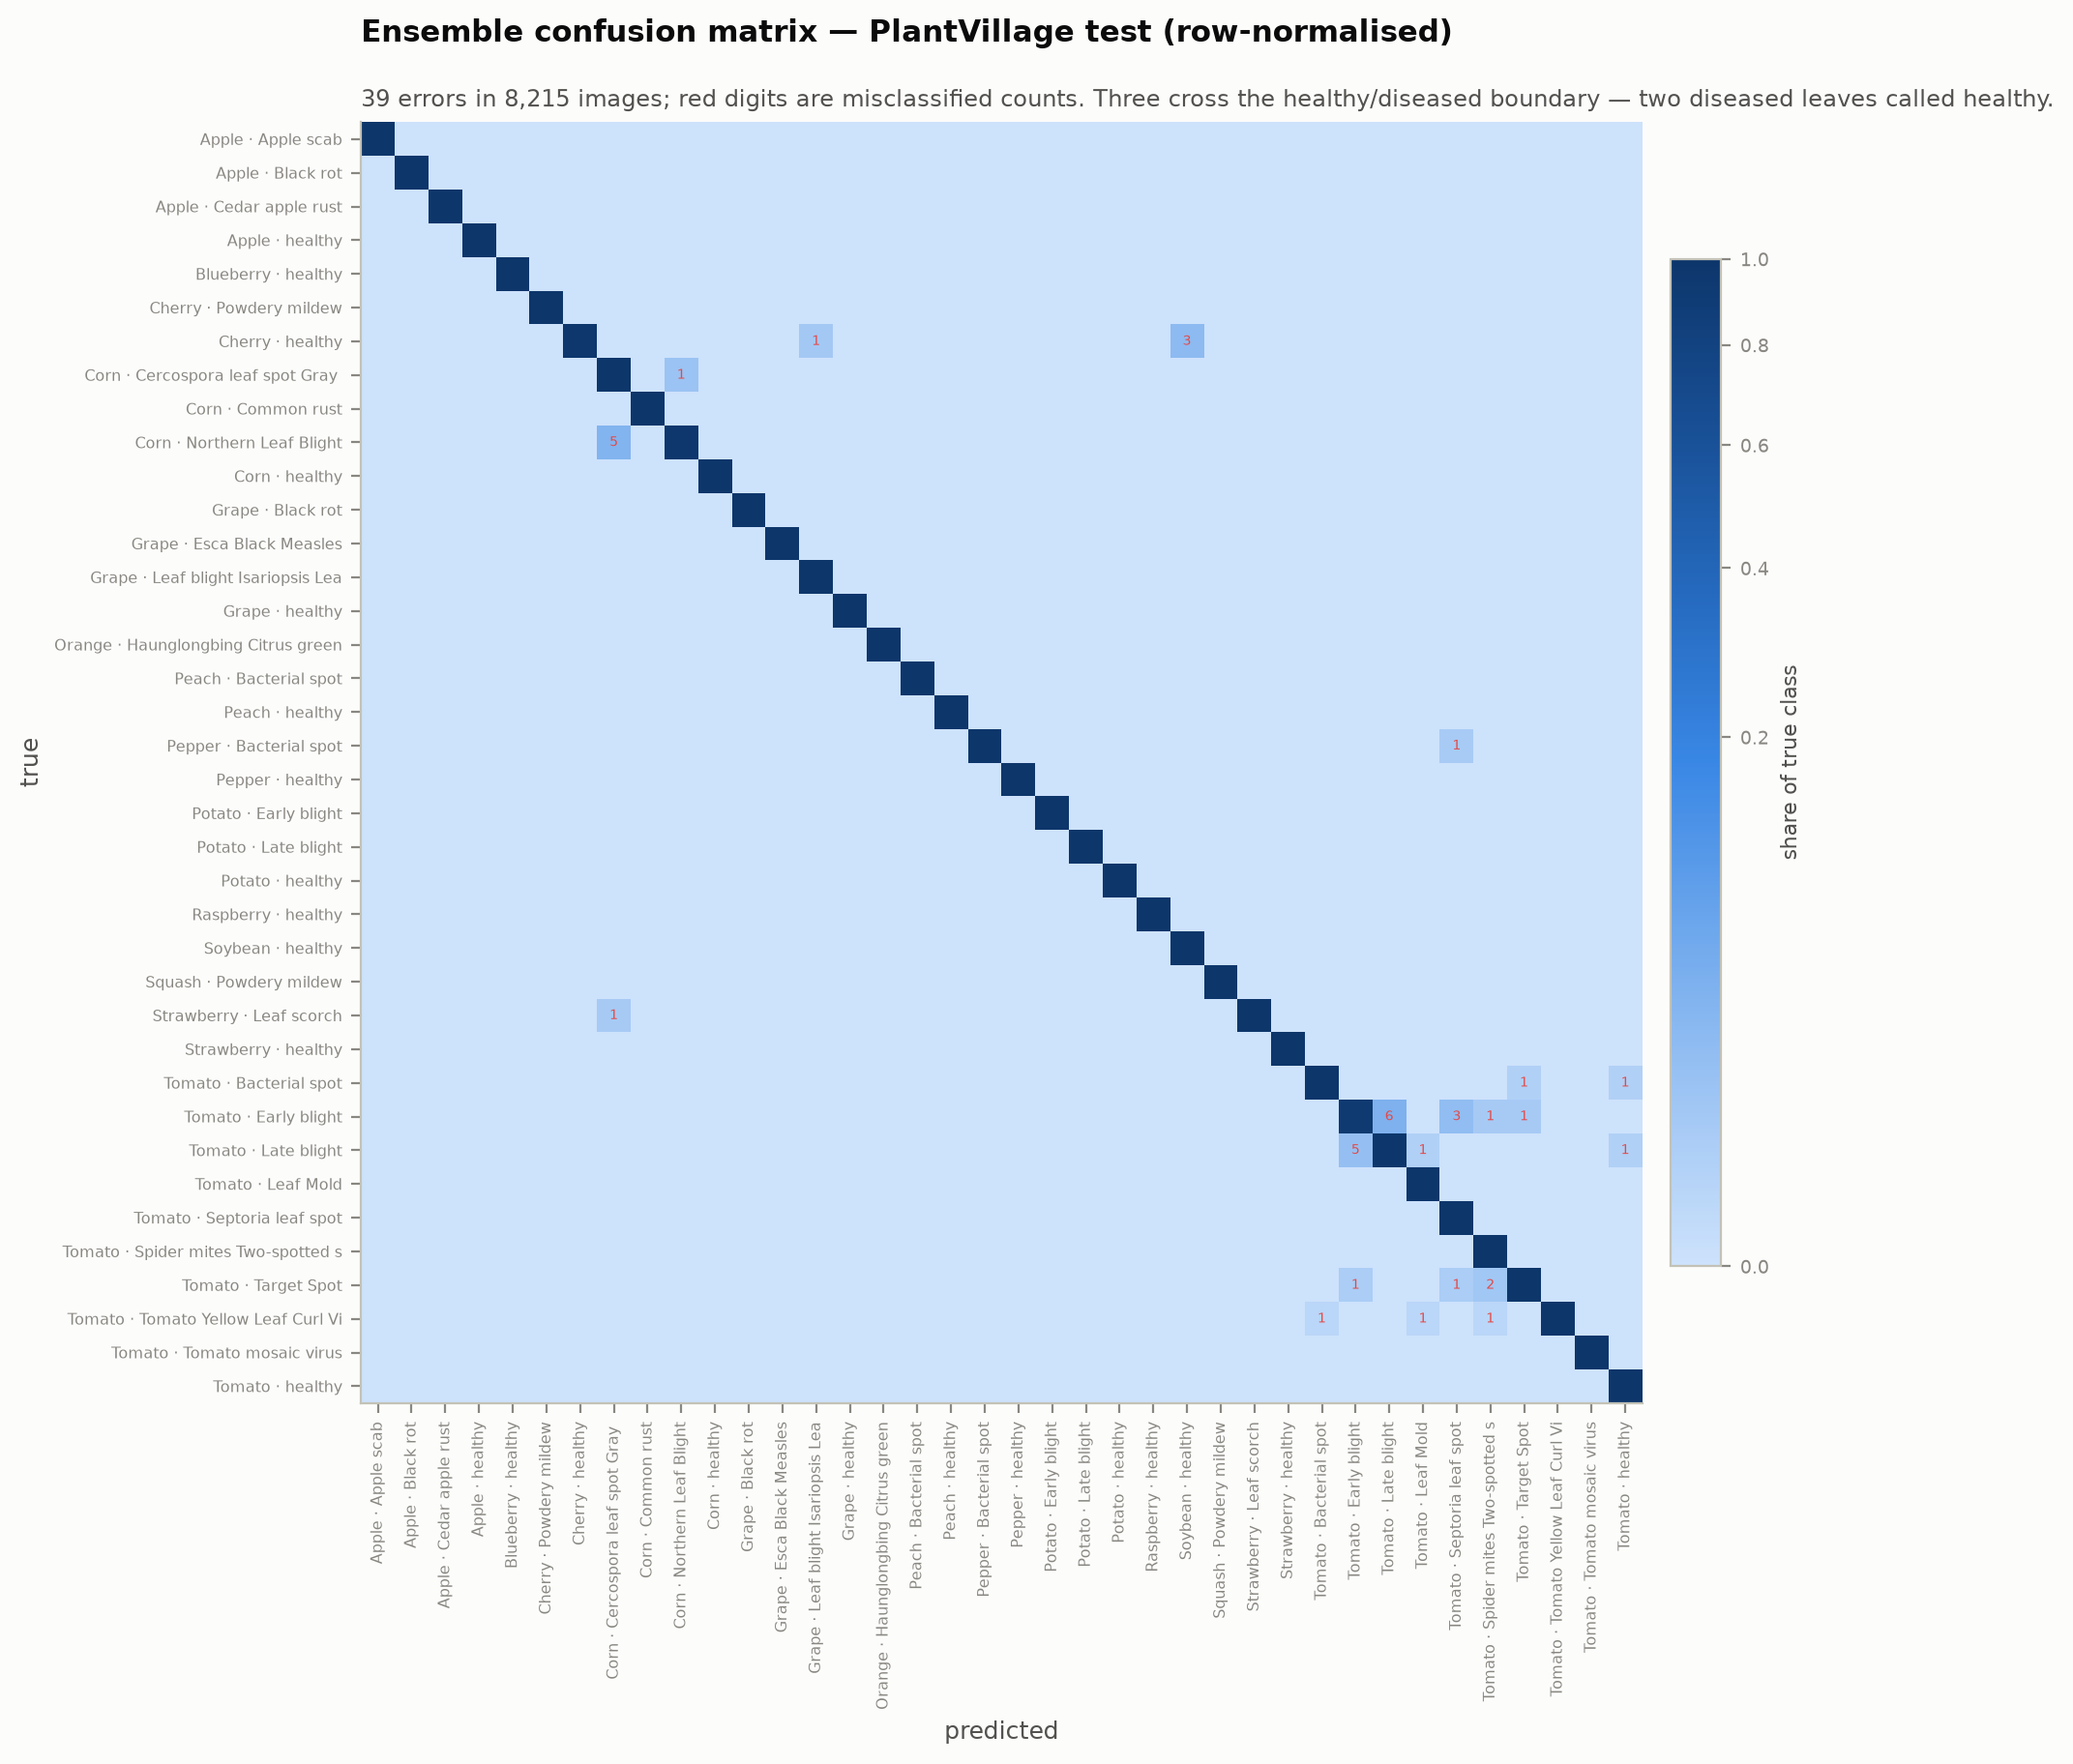 Ensemble confusion matrix — PlantVillage test (row-normalised)
39 errors in 8,215 images; red digits are misclassified counts. Three cross the healthy/diseased boundary — two diseased leaves called healthy.
Apple · Apple scab
Apple · Black rot
Apple · Cedar apple rust
Apple · healthy
Blueberry · healthy
Cherry · Powdery mildew
Cherry · healthy 1 3
Corn · Cercospora leaf spot Gray 1
Corn · Common rust
Corn · Northern Leaf Blight 5
Corn · healthy
Grape · Black rot
Grape · Esca Black Measles
Grape · Leaf blight Isariopsis Lea
Grape · healthy
Orange · Haunglongbing Citrus green
Peach · Bacterial spot
Peach · healthy
Pepper · Bacterial spot 1
Pepper · healthy
Potato · Early blight
Potato · Late blight
Potato · healthy
Raspberry · healthy
Soybean · healthy
Squash · Powdery mildew
Strawberry · Leaf scorch 1
Strawberry · healthy
Tomato · Bacterial spot 1 1
Tomato · Early blight 6 3 1 1
Tomato · Late blight 5 1 1
Tomato · Leaf Mold
Tomato · Septoria leaf spot
Tomato · Spider mites Two-spotted s
Tomato · Target Spot 1 1 2
Tomato · Tomato Yellow Leaf Curl Vi 1 1 1
Tomato · Tomato mosaic virus
Tomato · healthy
true
Apple · Apple scab
Apple · Black rot
Apple · Cedar apple rust
Apple · healthy
Blueberry · healthy
Cherry · Powdery mildew
Cherry · healthy
Corn · Cercospora leaf spot Gray
Corn · Common rust
Corn · Northern Leaf Blight
Corn · healthy
Grape · Black rot
Grape · Esca Black Measles
Grape · Leaf blight Isariopsis Lea
Grape · healthy
Orange · Haunglongbing Citrus green
Peach · Bacterial spot
Peach · healthy
Pepper · Bacterial spot
Pepper · healthy
Potato · Early blight
Potato · Late blight
Potato · healthy
Raspberry · healthy
Soybean · healthy
Squash · Powdery mildew
Strawberry · Leaf scorch
Strawberry · healthy
Tomato · Bacterial spot
Tomato · Early blight
Tomato · Late blight
Tomato · Leaf Mold
Tomato · Septoria leaf spot
Tomato · Spider mites Two-spotted s
Tomato · Target Spot
Tomato · Tomato Yellow Leaf Curl Vi
Tomato · Tomato mosaic virus
Tomato · healthy
predicted
1.0
0.8
0.6
0.4
0.2
0.0
share of true class